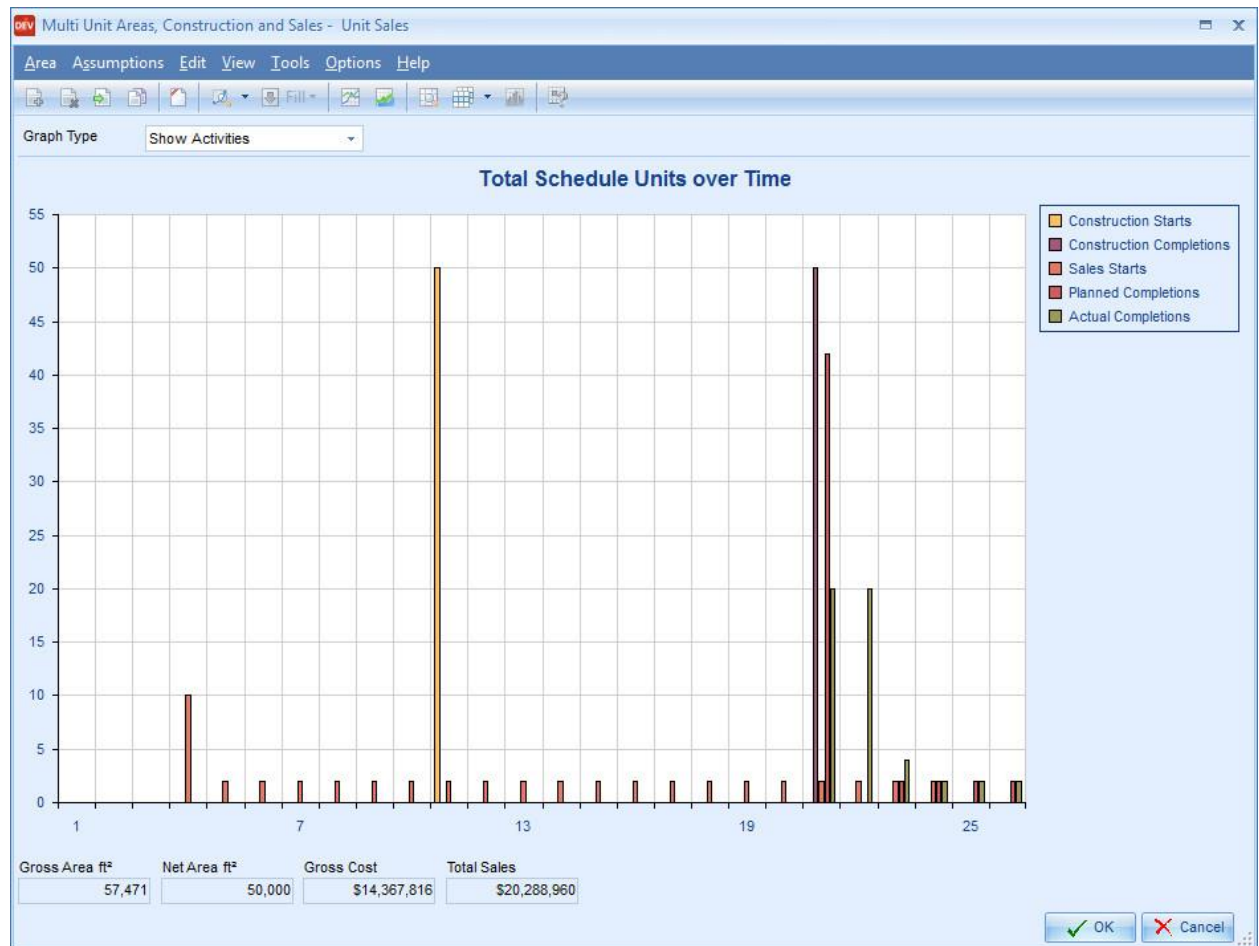 DEV Multi Unit Areas, Construction and Sales - Unit Sales
Area Assumptions Edit View Tools Options Help
Fill
Graph Type Show Activities
Total Schedule Units over Time
55
50
45
40
35
30
25
20
15
10
5
0
1 7 13 19 25
Construction Starts
Construction Completions
Sales Starts
Planned Completions
Actual Completions
Gross Area ft² Net Area ft² Gross Cost Total Sales
57,471 50,000 $14,367,816 $20,288,960
OK Cancel